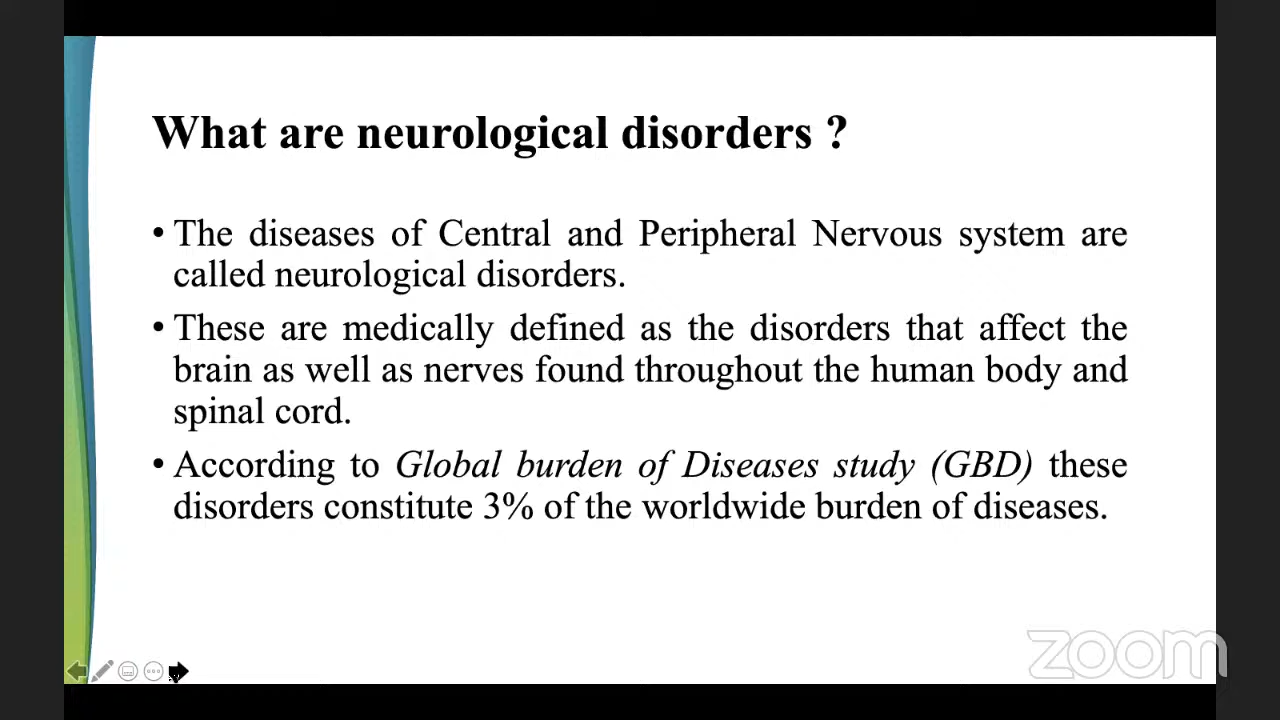 What are neurological disorders ?
• The diseases of Central and Peripheral Nervous system are
called neurological disorders.
• These are medically defined as the disorders that affect the
brain as well as nerves found throughout the human body and
spinal cord.
• According to Global burden of Diseases study (GBD) these
disorders constitute 3% of the worldwide burden of diseases.
zoom